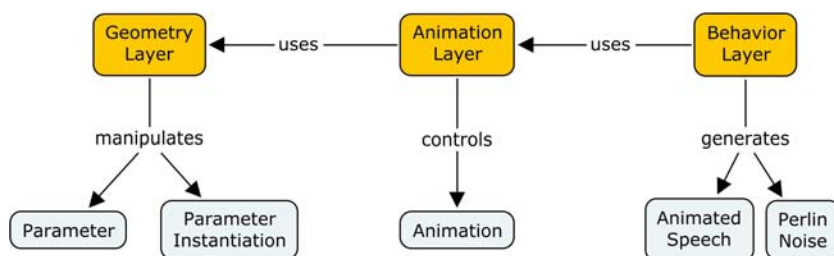 Geometry
Layer
uses
Animation
Layer
uses
Behavior
Layer
manipulates
controls
generates
Parameter
Parameter
Instantiation
Animation
Animated
Speech
Perlin
Noise